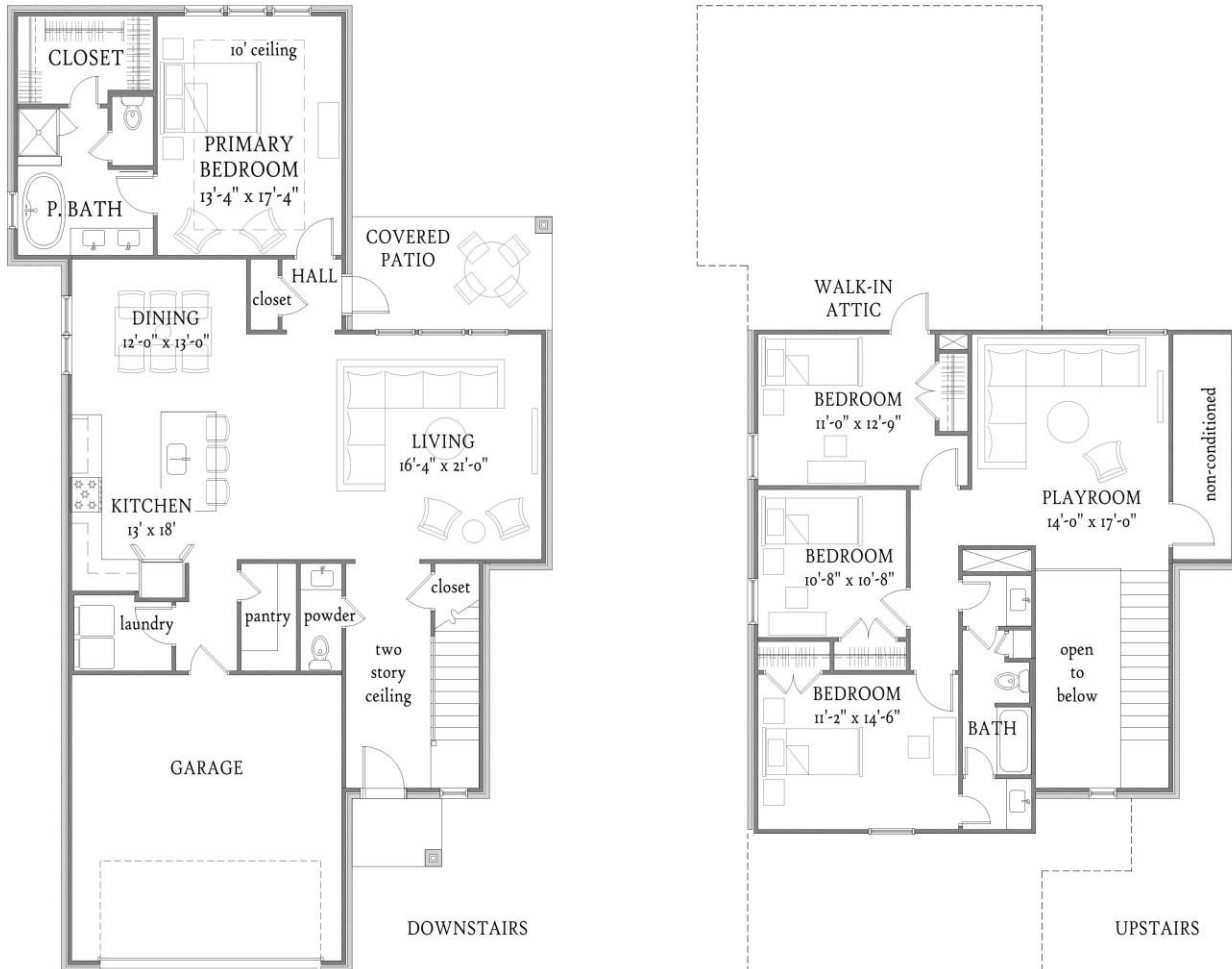 CLOSET
10' ceiling
PRIMARY
BEDROOM
13'-4" x 17'-4"
P. BATH
COVERED
PATIO
HALL
closet
DINING
12'-0" x 13'-0"
LIVING
16'-4" x 21'-0"
KITCHEN
13' x 18'
laundry
pantry
powder
closet
two
story
ceiling
GARAGE
DOWNSTAIRS
WALK-IN
ATTIC
BEDROOM
11'-0" x 12'-9"
PLAYROOM
14'-0" x 17'-0"
non-conditioned
BEDROOM
10'-8" x 10'-8"
open
to
below
BEDROOM
11'-2" x 14'-6"
BATH
UPSTAIRS